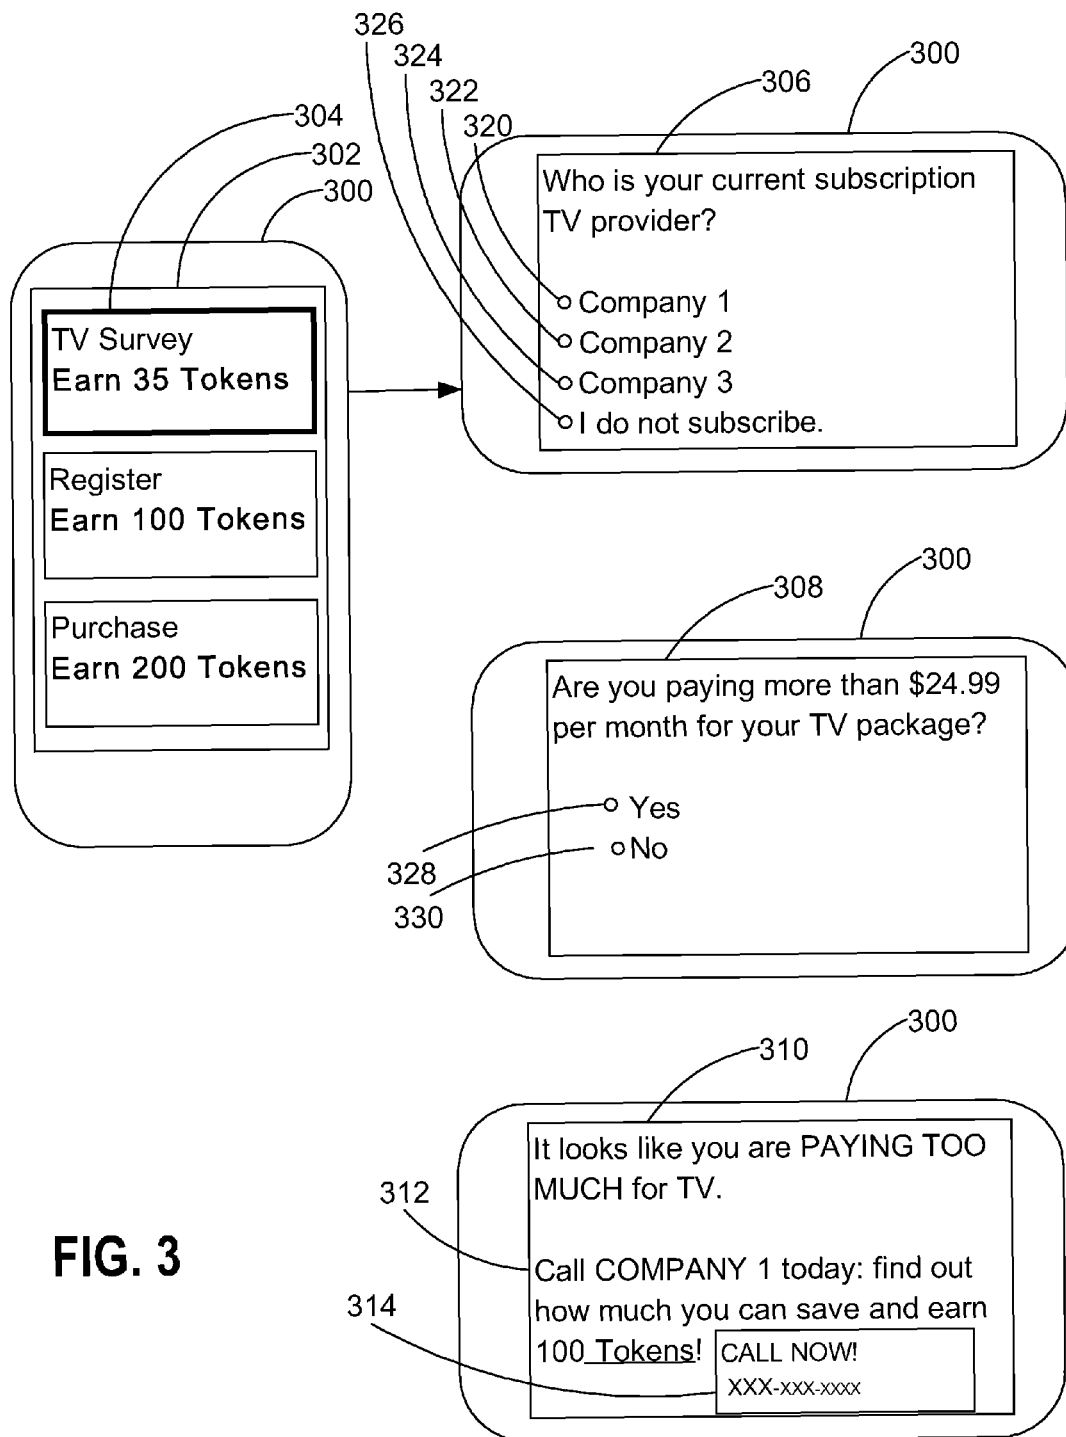 326
324
322
320
300
306
304
302
300
TV Survey
Earn 35 Tokens
Register
Earn 100 Tokens
Purchase
Earn 200 Tokens
Who is your current subscription
TV provider?
Company 1
Company 2
Company 3
I do not subscribe.
300
308
Are you paying more than $24.99
per month for your TV package?
Yes
No
328
330
300
310
It looks like you are PAYING TOO
MUCH for TV.
312
Call COMPANY 1 today: find out
how much you can save and earn
100 Tokens!
314
CALL NOW!
XXX-XXX-XXXX
FIG. 3